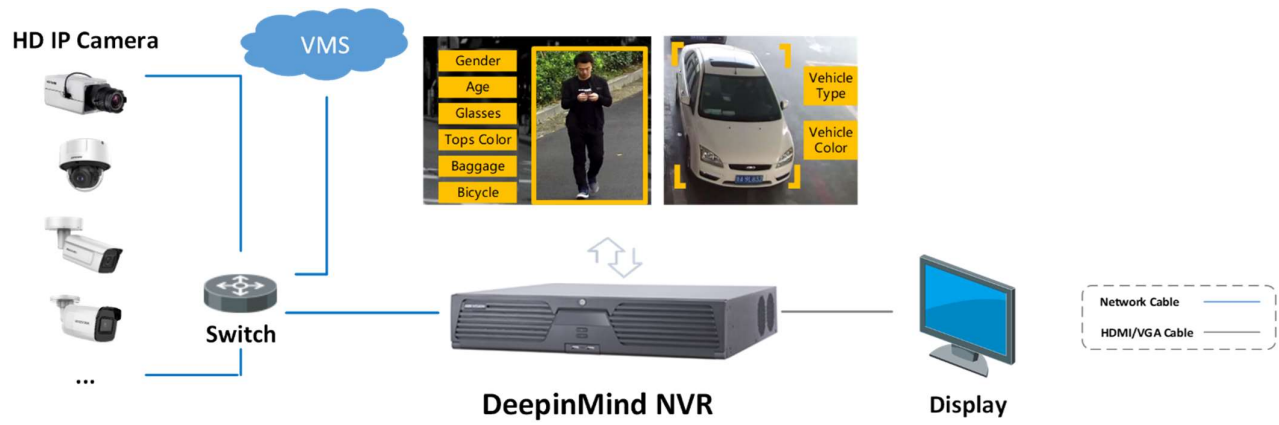 HD IP Camera
VMS
Gender
Age
Glasses
Tops Color
Baggage
Bicycle
Vehicle
Type
Vehicle
Color
Switch
...
DeepinMind NVR
Display
Network Cable
HDMI/VGA Cable